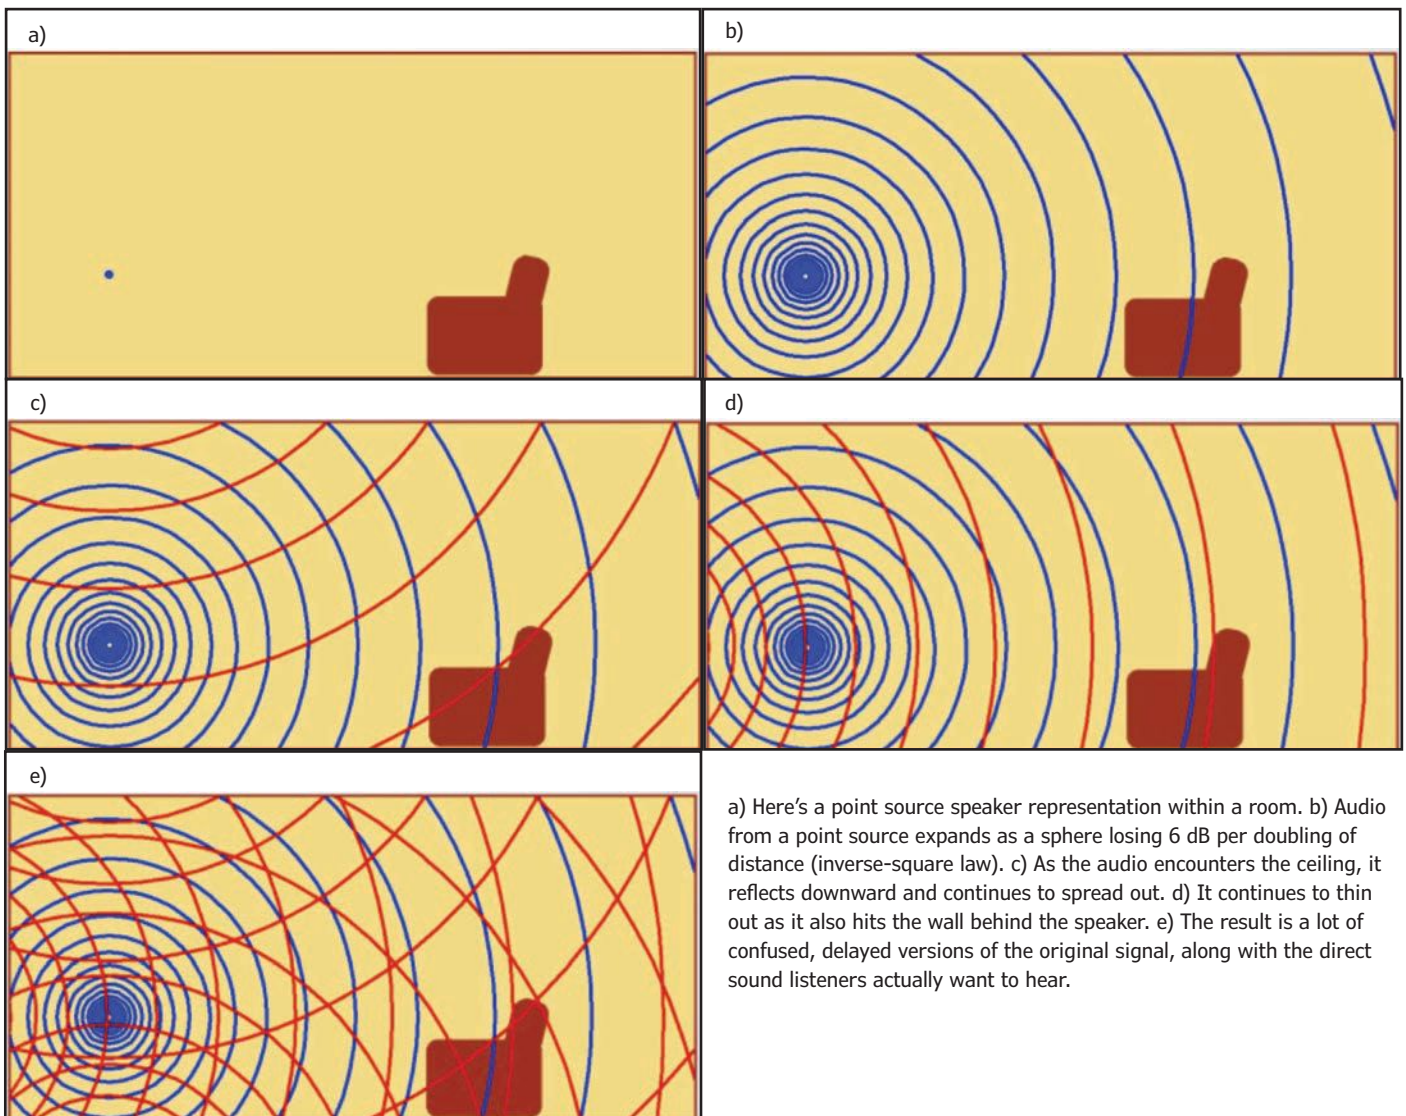 a)
b)
c)
d)
e)
a) Here’s a point source speaker representation within a room. b) Audio
from a point source expands as a sphere losing 6 dB per doubling of
distance (inverse-square law). c) As the audio encounters the ceiling, it
reflects downward and continues to spread out. d) It continues to thin
out as it also hits the wall behind the speaker. e) The result is a lot of
confused, delayed versions of the original signal, along with the direct
sound listeners actually want to hear.